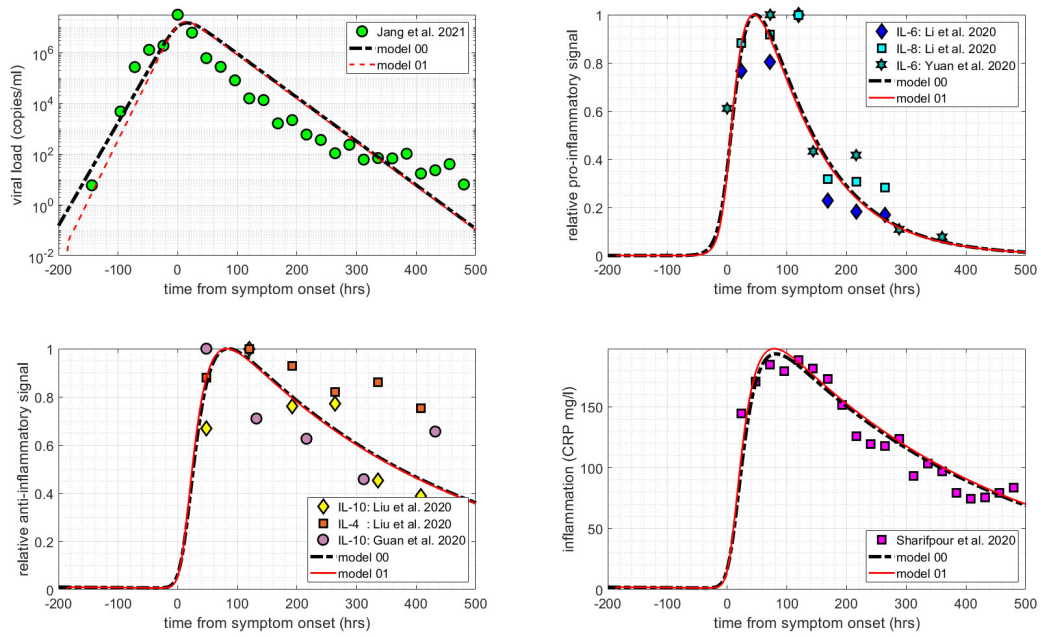 viral load (copies/ml)
10^6
10^4
10^2
10^0
10^-2
-200 -100 0 100 200 300 400 500
time from symptom onset (hrs)
Jang et al. 2021
model 00
model 01
relative pro-inflammatory signal
1
0.8
0.6
0.4
0.2
0
-200 -100 0 100 200 300 400 500
time from symptom onset (hrs)
IL-6: Li et al. 2020
IL-8: Li et al. 2020
IL-6: Yuan et al. 2020
model 00
model 01
relative anti-inflammatory signal
1
0.8
0.6
0.4
0.2
0
-200 -100 0 100 200 300 400 500
time from symptom onset (hrs)
IL-10: Liu et al. 2020
IL-4 : Liu et al. 2020
IL-10: Guan et al. 2020
model 00
model 01
inflammation (CRP mg/l)
150
100
50
0
-200 -100 0 100 200 300 400 500
time from symptom onset (hrs)
Sharifpour et al. 2020
model 00
model 01